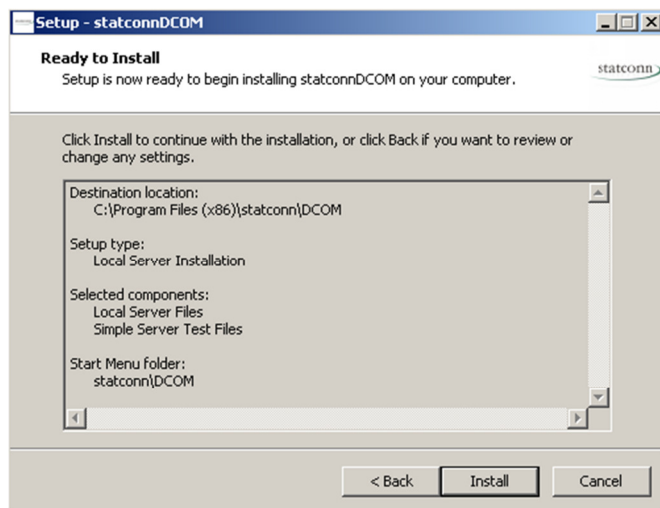 Setup - statconnDCOM
Ready to Install
Setup is now ready to begin installing statconnDCOM on your computer.
statconn
Click Install to continue with the installation, or click Back if you want to review or
change any settings.
Destination location:
C:\Program Files (x86)\statconn\DCOM
Setup type:
Local Server Installation
Selected components:
Local Server Files
Simple Server Test Files
Start Menu folder:
statconn\DCOM
< Back
Install
Cancel